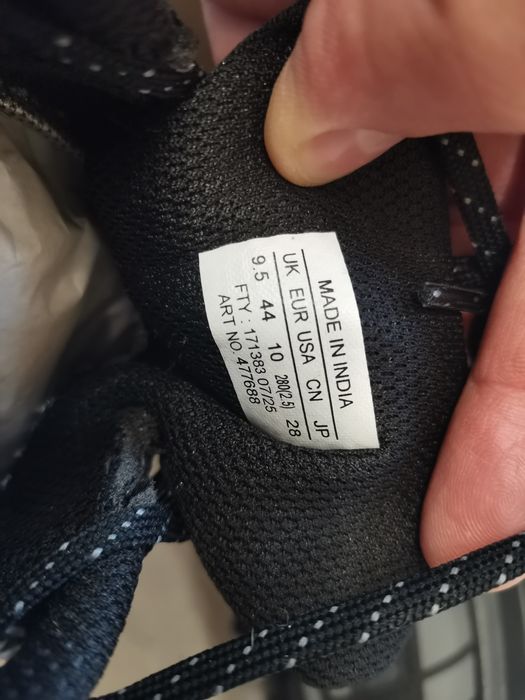 MADE IN INDIA
UK EUR USA CN JP
9.5 44 10 280(2.5) 28
FTY : 171383 07/25
ART NO. 477688